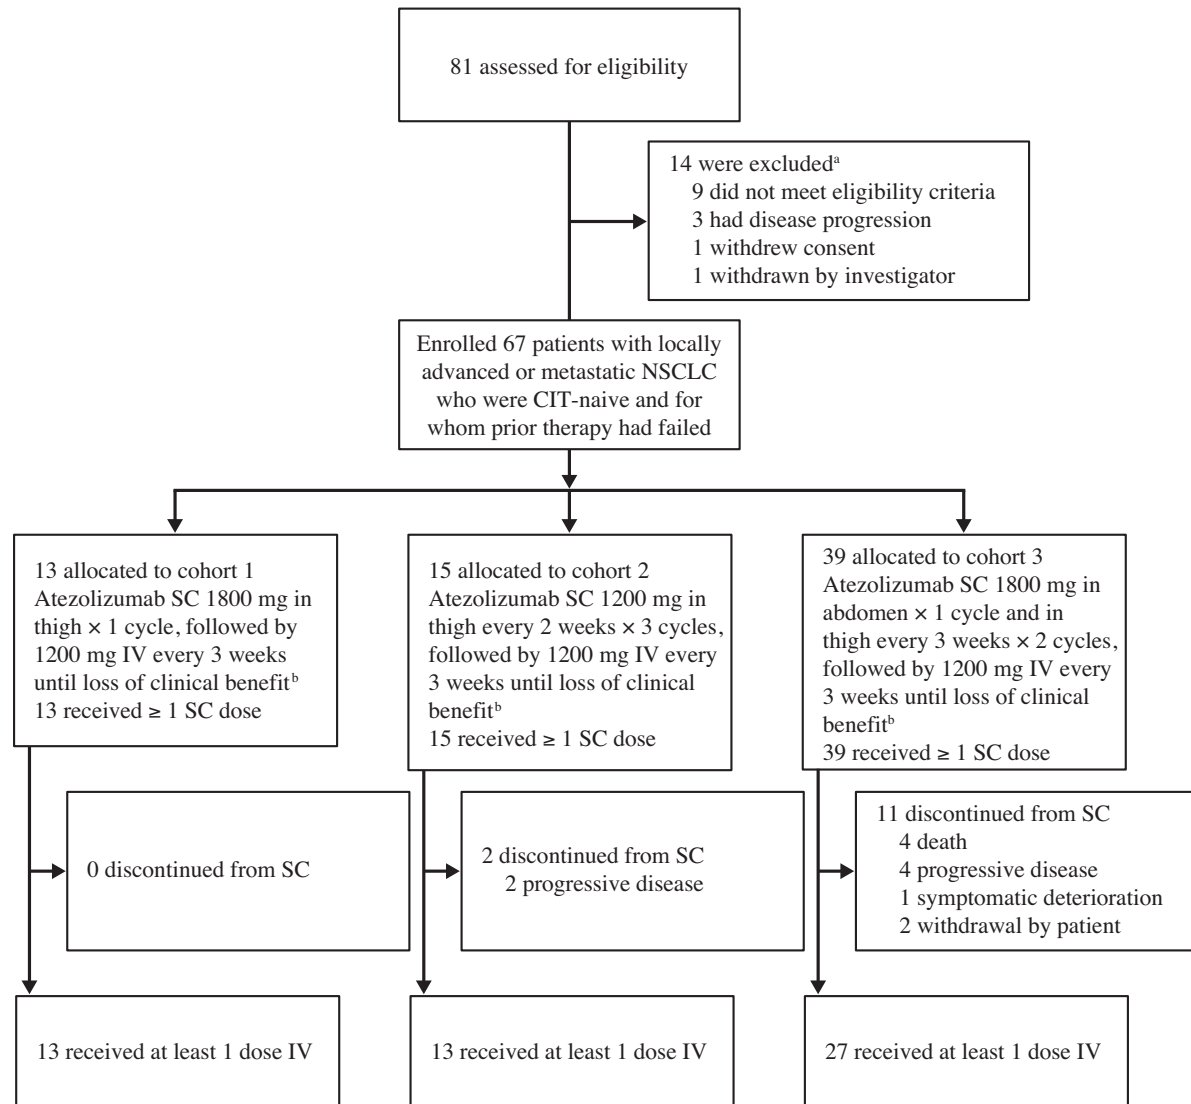 81 assessed for eligibility
14 were excludedᵃ
9 did not meet eligibility criteria
3 had disease progression
1 withdrew consent
1 withdrawn by investigator
Enrolled 67 patients with locally
advanced or metastatic NSCLC
who were CIT-naive and for
whom prior therapy had failed
13 allocated to cohort 1
Atezolizumab SC 1800 mg in
thigh × 1 cycle, followed by
1200 mg IV every 3 weeks
until loss of clinical benefitᵇ
13 received ≥ 1 SC dose
15 allocated to cohort 2
Atezolizumab SC 1200 mg in
thigh every 2 weeks × 3 cycles,
followed by 1200 mg IV every
3 weeks until loss of clinical
benefitᵇ
15 received ≥ 1 SC dose
39 allocated to cohort 3
Atezolizumab SC 1800 mg in
abdomen × 1 cycle and in
thigh every 3 weeks × 2 cycles,
followed by 1200 mg IV every
3 weeks until loss of clinical
benefitᵇ
39 received ≥ 1 SC dose
0 discontinued from SC
2 discontinued from SC
2 progressive disease
11 discontinued from SC
4 death
4 progressive disease
1 symptomatic deterioration
2 withdrawal by patient
13 received at least 1 dose IV
13 received at least 1 dose IV
27 received at least 1 dose IV